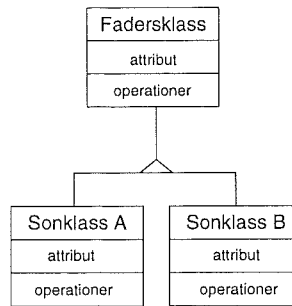 Fadersklass
attribut
operationer
Sonklass A
attribut
operationer
Sonklass B
attribut
operationer